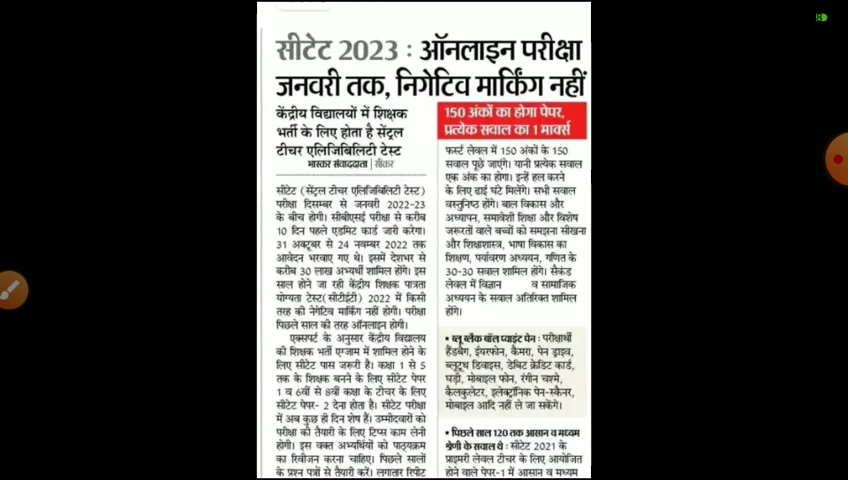 सीटेट 2023 : ऑनलाइन परीक्षा
जनवरी तक, निगेटिव मार्किंग नहीं
केंद्रीय विद्यालयों में शिक्षक
भर्ती के लिए होता है सेंट्रल
टीचर एलिजिबिलिटी टेस्ट
भास्कर संवाददाता | सीकर
सीटेट (सेंट्रल टीचर एलिजिबिलिटी टेस्ट)
परीक्षा दिसम्बर से जनवरी 2022-23
के बीच होगी। सीबीएसई परीक्षा से करीब
10 दिन पहले एडमिट कार्ड जारी करेगा।
31 अक्टूबर से 24 नवम्बर 2022 तक
आवेदन भरवाए गए थे। इसमें देशभर से
करीब 30 लाख अभ्यर्थी शामिल होंगे। इस
साल होने जा रही केंद्रीय शिक्षक पात्रता
योग्यता टेस्ट(सीटीईटी) 2022 में किसी
तरह की नेगेटिव मार्किंग नहीं होगी। परीक्षा
पिछले साल की तरह ऑनलाइन होगी।
एक्सपर्ट के अनुसार केंद्रीय विद्यालय
की शिक्षक भर्ती एग्जाम में शामिल होने के
लिए सीटेट पास जरूरी है। कक्षा 1 से 5
तक के शिक्षक बनने के लिए सीटेट पेपर
1 व 6वीं से 8वीं कक्षा के टीचर के लिए
सीटेट पेपर- 2 देना होता है। सीटेट परीक्षा
में अब कुछ ही दिन शेष हैं। उम्मीदवारों को
परीक्षा की तैयारी के लिए टिप्स काम लेनी
होगी। इस वक्त अभ्यर्थियों को पाठ्यक्रम
का रिवीजन करना चाहिए। पिछले सालों
के प्रश्न पत्रों से तैयारी करें। लगातार रिपीट
150 अंकों का होगा पेपर,
प्रत्येक सवाल का 1 मार्क्स
फर्स्ट लेवल में 150 अंकों के 150
सवाल पूछे जाएंगे। यानी प्रत्येक सवाल
एक अंक का होगा। इन्हें हल करने
के लिए ढाई घंटे मिलेंगे। सभी सवाल
वस्तुनिष्ठ होंगे। बाल विकास और
अध्यापन, समावेशी शिक्षा और विशेष
जरूरतों वाले बच्चों को समझना सीखना
और शिक्षाशास्त्र, भाषा विकास का
शिक्षण, पर्यावरण अध्ययन, गणित के
30-30 सवाल शामिल होंगे। सैकंड
लेवल में विज्ञान व सामाजिक
अध्ययन के सवाल अतिरिक्त शामिल
होंगे।
▪ ब्लू ब्लैक बॉल प्वाइंट पेन : परीक्षार्थी
हैंडबैग, ईयरफोन, कैमरा, पेन ड्राइव,
ब्लूटूथ डिवाइस, डेबिट क्रेडिट कार्ड,
घड़ी, मोबाइल फोन, रंगीन चश्मे,
कैलकुलेटर, इलेक्ट्रॉनिक पेन-स्कैनर,
मोबाइल आदि नहीं ले जा सकेंगे।
▪ पिछले साल 120 तक आसान व मध्यम
श्रेणी के सवाल थे : सीटेट 2021 के
प्राइमरी लेवल टीचर के लिए आयोजित
होने वाले पेपर-1 में आसान व मध्यम